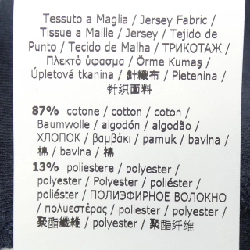 Tessuto a Maglia / Jersey Fabric /
Tissue a Maille / Jersey / Tejido de
Punto / Tecido de Malha / ТРИКОТАЖ /
Πλεκτό ύφασμα / Örme Kumaş /
Úpletová tkanina / 針織布 / Pletenina /
针织面料
87% cotone / cotton / coton /
Baumwolle / algodón / algodão /
ХЛОПОК / βαμβάκι / pamuk / bavlna /
棉 / bavlna / 棉
13% poliestere / polyester /
polyester / Polyester / poliéster /
poliéster / ПОЛИЭФИРНОЕ ВОЛОКНО
/ πολυεστέρας / polyester / polyester /
聚酯纖維 / polyester / 聚酯纤维